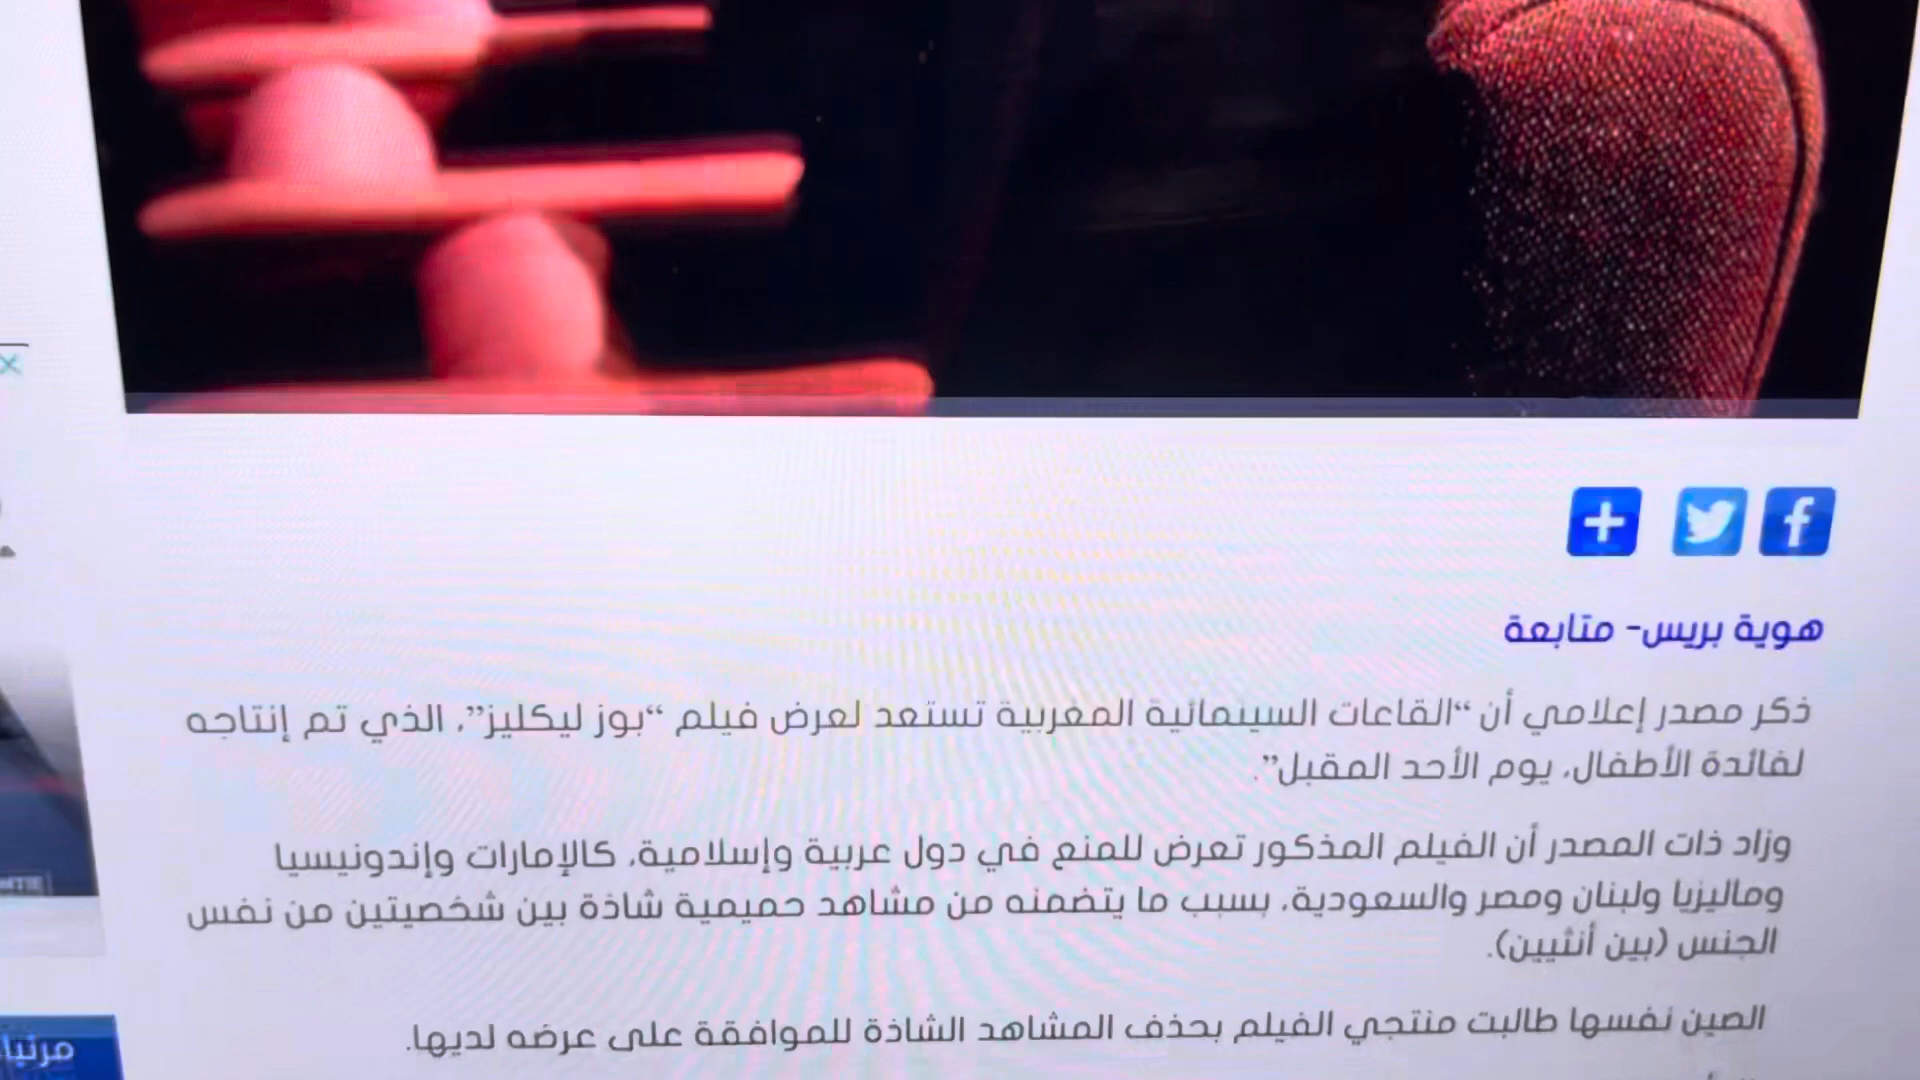 هوية بريس- متابعة
ذكر مصدر إعلامي أن “القاعات السينمائية المغربية تستعد لعرض فيلم “بوز ليكليز”، الذي تم إنتاجه
لفائدة الأطفال، يوم الأحد المقبل”.
وزاد ذات المصدر أن الفيلم المذكور تعرض للمنع في دول عربية وإسلامية، كالإمارات وإندونيسيا
وماليزيا ولبنان ومصر والسعودية، بسبب ما يتضمنه من مشاهد حميمية شاذة بين شخصيتين من نفس
الجنس (بين أنثيين).
الصين نفسها طالبت منتجي الفيلم بحذف المشاهد الشاذة للموافقة على عرضه لديها.